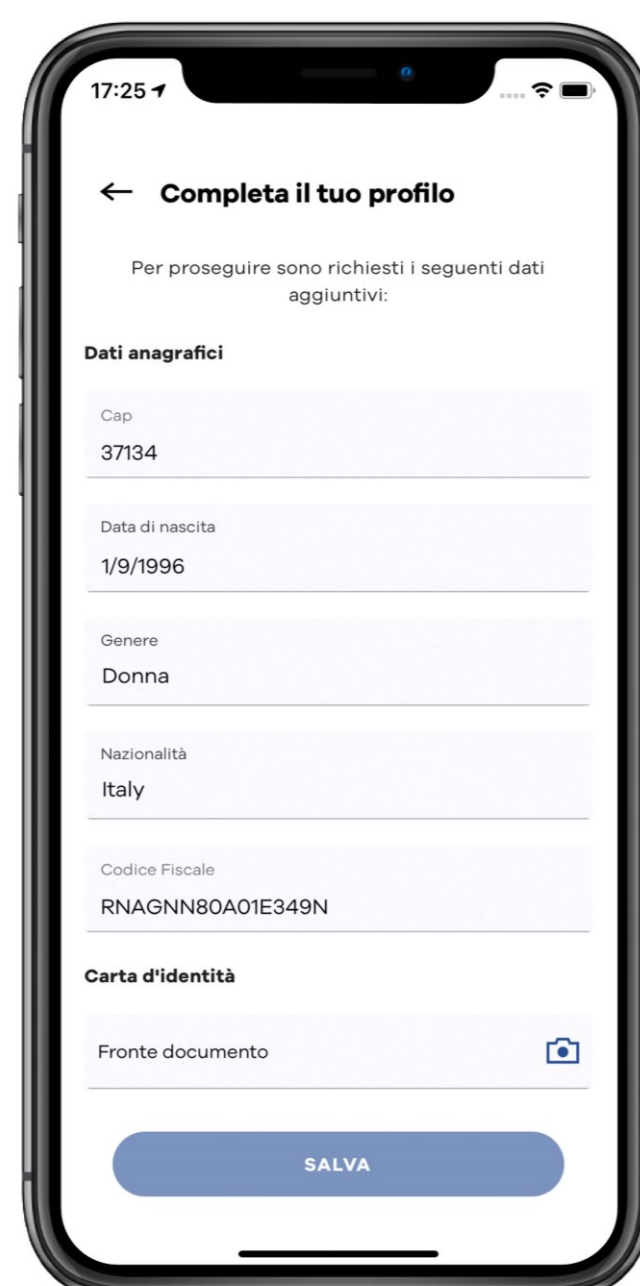 17:25
Completa il tuo profilo
Per proseguire sono richiesti i seguenti dati
aggiuntivi:
Dati anagrafici
Cap
37134
Data di nascita
1/9/1996
Genere
Donna
Nazionalità
Italy
Codice Fiscale
RNAGNN80A01E349N
Carta d'identità
Fronte documento
SALVA